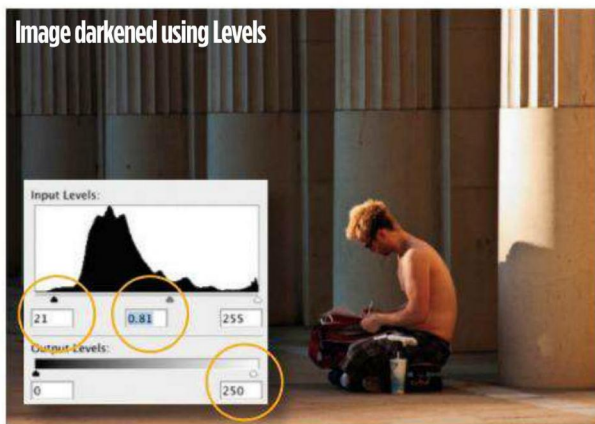 Image darkened using Levels
Input Levels:
21 0.81 255
Output Levels:
0 250